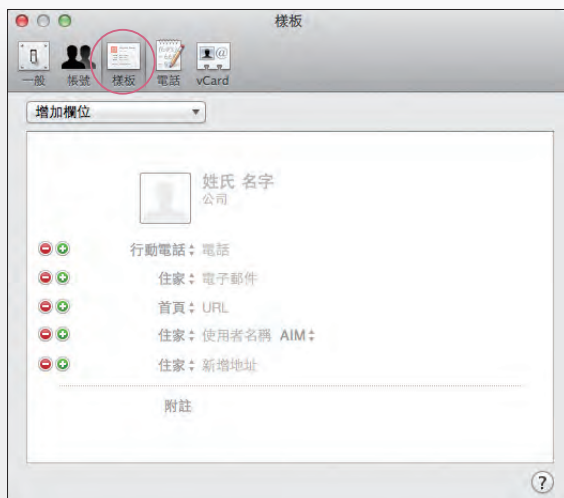 樣板
一般 帳號 樣板 電話 vCard
增加欄位
姓氏 名字
公司
行動電話 電話
住家 電子郵件
首頁 URL
住家 使用者名稱 AIM
住家 新增地址
附註
?